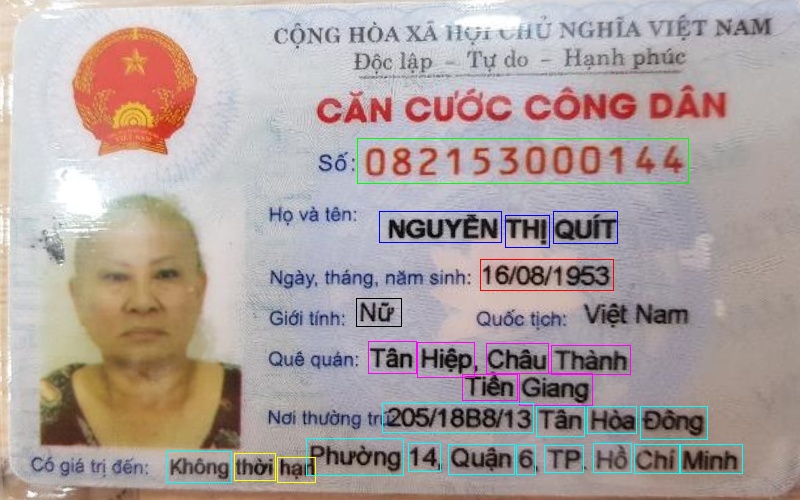 CỘNG HÒA XÃ HỘI CHỦ NGHĨA VIỆT NAM
Độc lập - Tự do - Hạnh phúc
CĂN CƯỚC CÔNG DÂN
Số: 082153000144
Họ và tên: NGUYỄN THỊ QUÍT
Ngày, tháng, năm sinh: 16/08/1953
Giới tính: Nữ Quốc tịch: Việt Nam
Quê quán: Tân Hiệp, Châu Thành
Tiền Giang
Nơi thường trú: 205/18B8/13 Tân Hòa Đông
Phường 14, Quận 6, TP. Hồ Chí Minh
Có giá trị đến: Không thời hạn